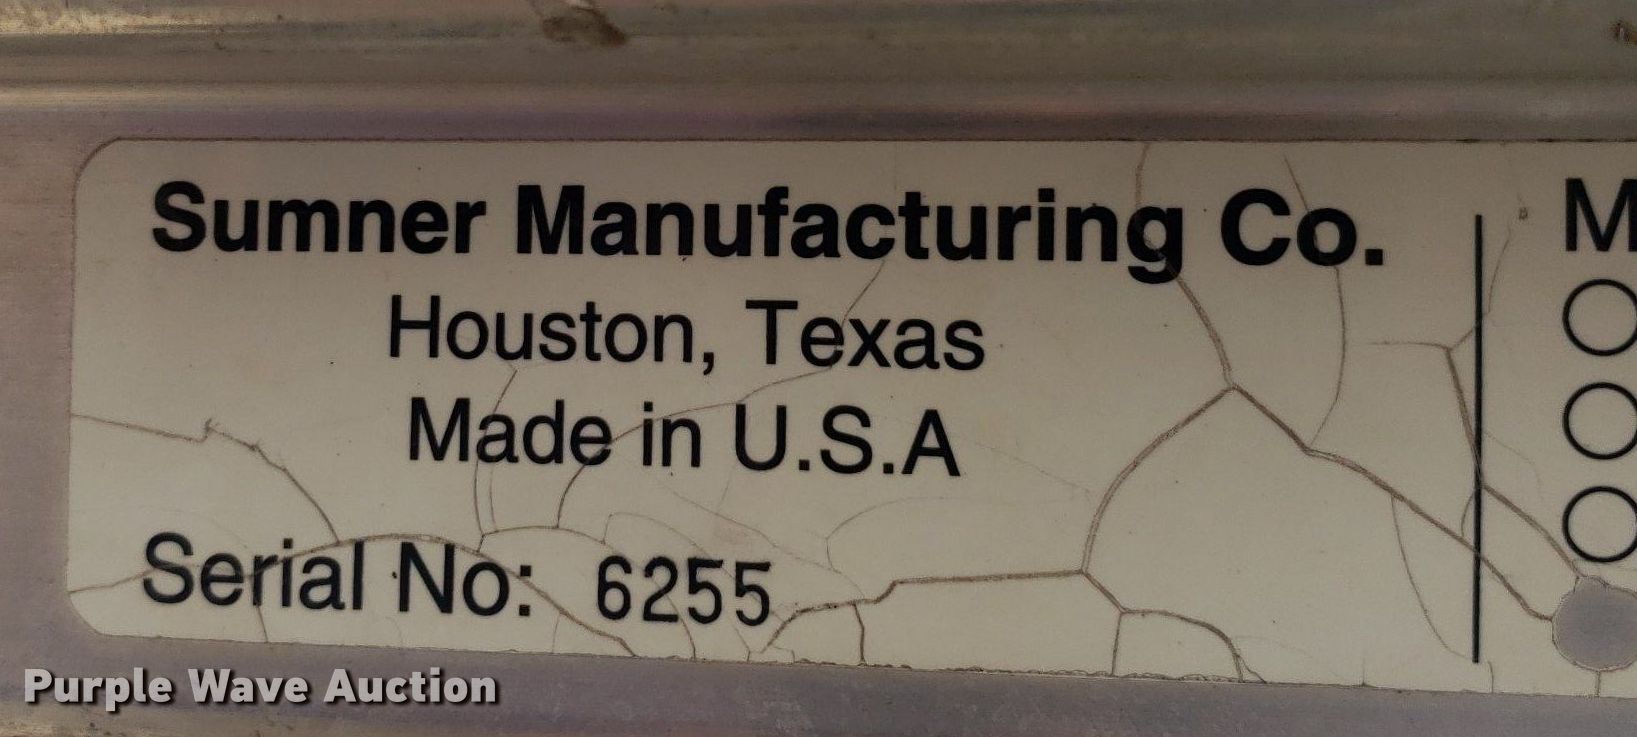 Sumner Manufacturing Co.
Houston, Texas
Made in U.S.A
Serial No: 6255
M
Purple Wave Auction